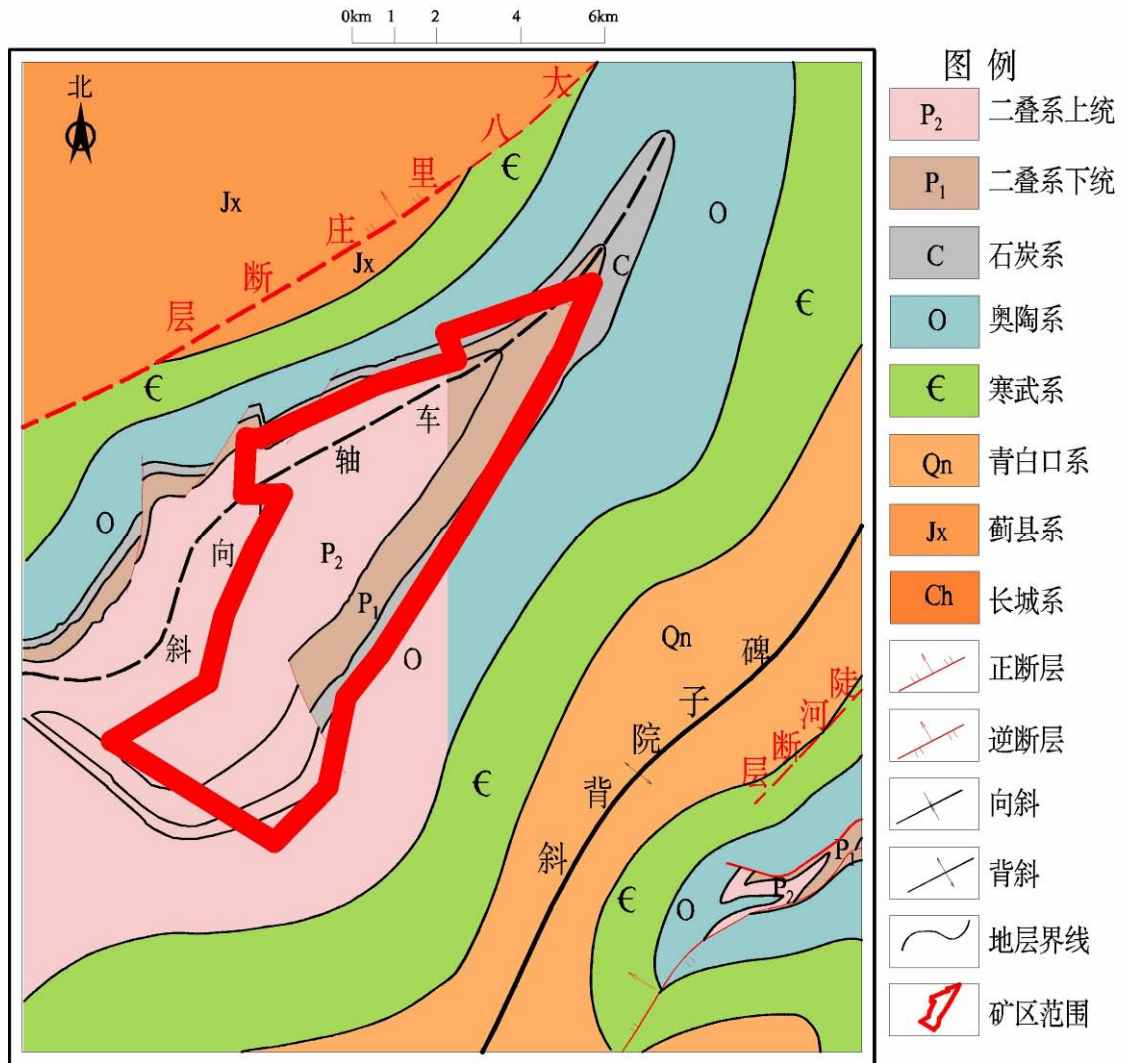 0km 1 2 4 6km
北
大八里庄断层
Jx
Jx
Є
O
Є
C
Є
车轴向斜
O
P₂
P₁
O
Qn
碑子院背斜
陡河断层
Є
Є
O
P₁
P₂
图 例
P₂ 二叠系上统
P₁ 二叠系下统
C 石炭系
O 奥陶系
Є 寒武系
Qn 青白口系
Jx 蓟县系
Ch 长城系
正断层
逆断层
向斜
背斜
地层界线
矿区范围